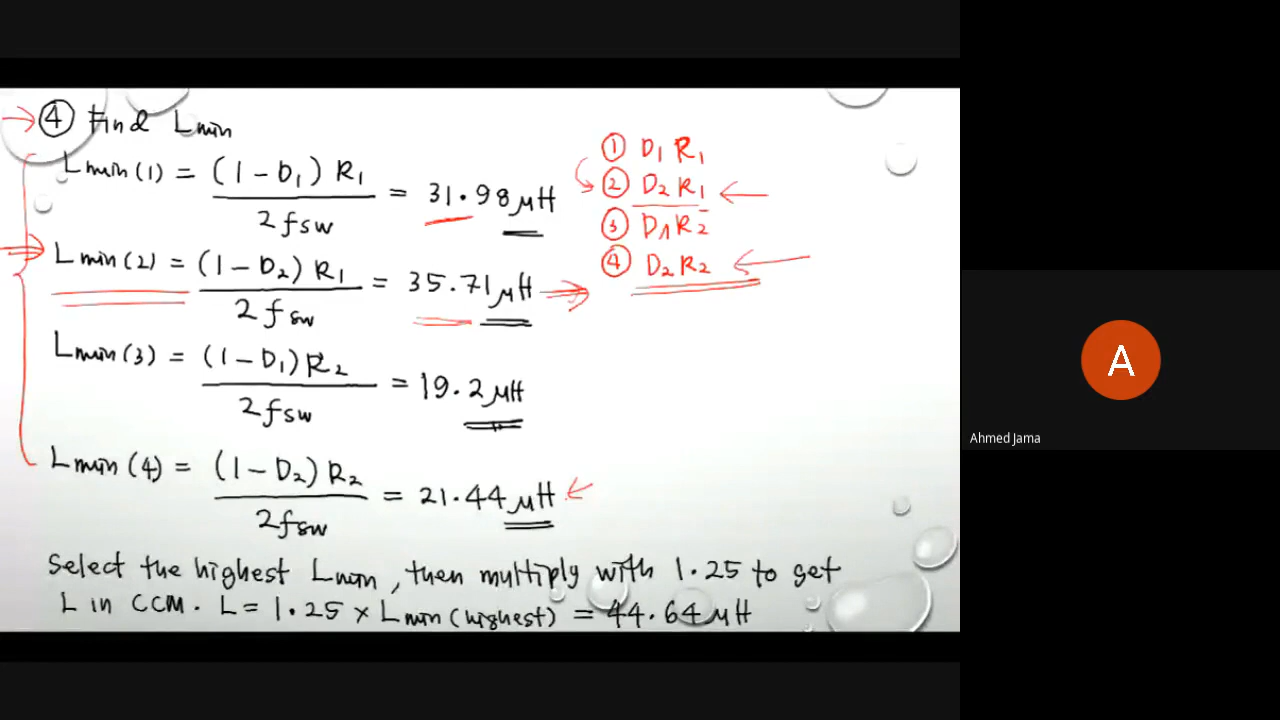 → ④ Find Lmin
Lmin(1) = (1-D₁) R₁ / 2fsw = 31.98 μH
Lmin(2) = (1-D₂) R₁ / 2fsw = 35.71 μH
Lmin(3) = (1-D₁) R₂ / 2fsw = 19.2 μH
Lmin(4) = (1-D₂) R₂ / 2fsw = 21.44 μH
Select the highest Lmin, then multiply with 1.25 to get
L in CCM. L = 1.25 x Lmin (highest) = 44.64 μH
① D₁ R₁
② D₂ R₁ ←
③ D₁ R₂
④ D₂ R₂ ←
A
Ahmed Jama